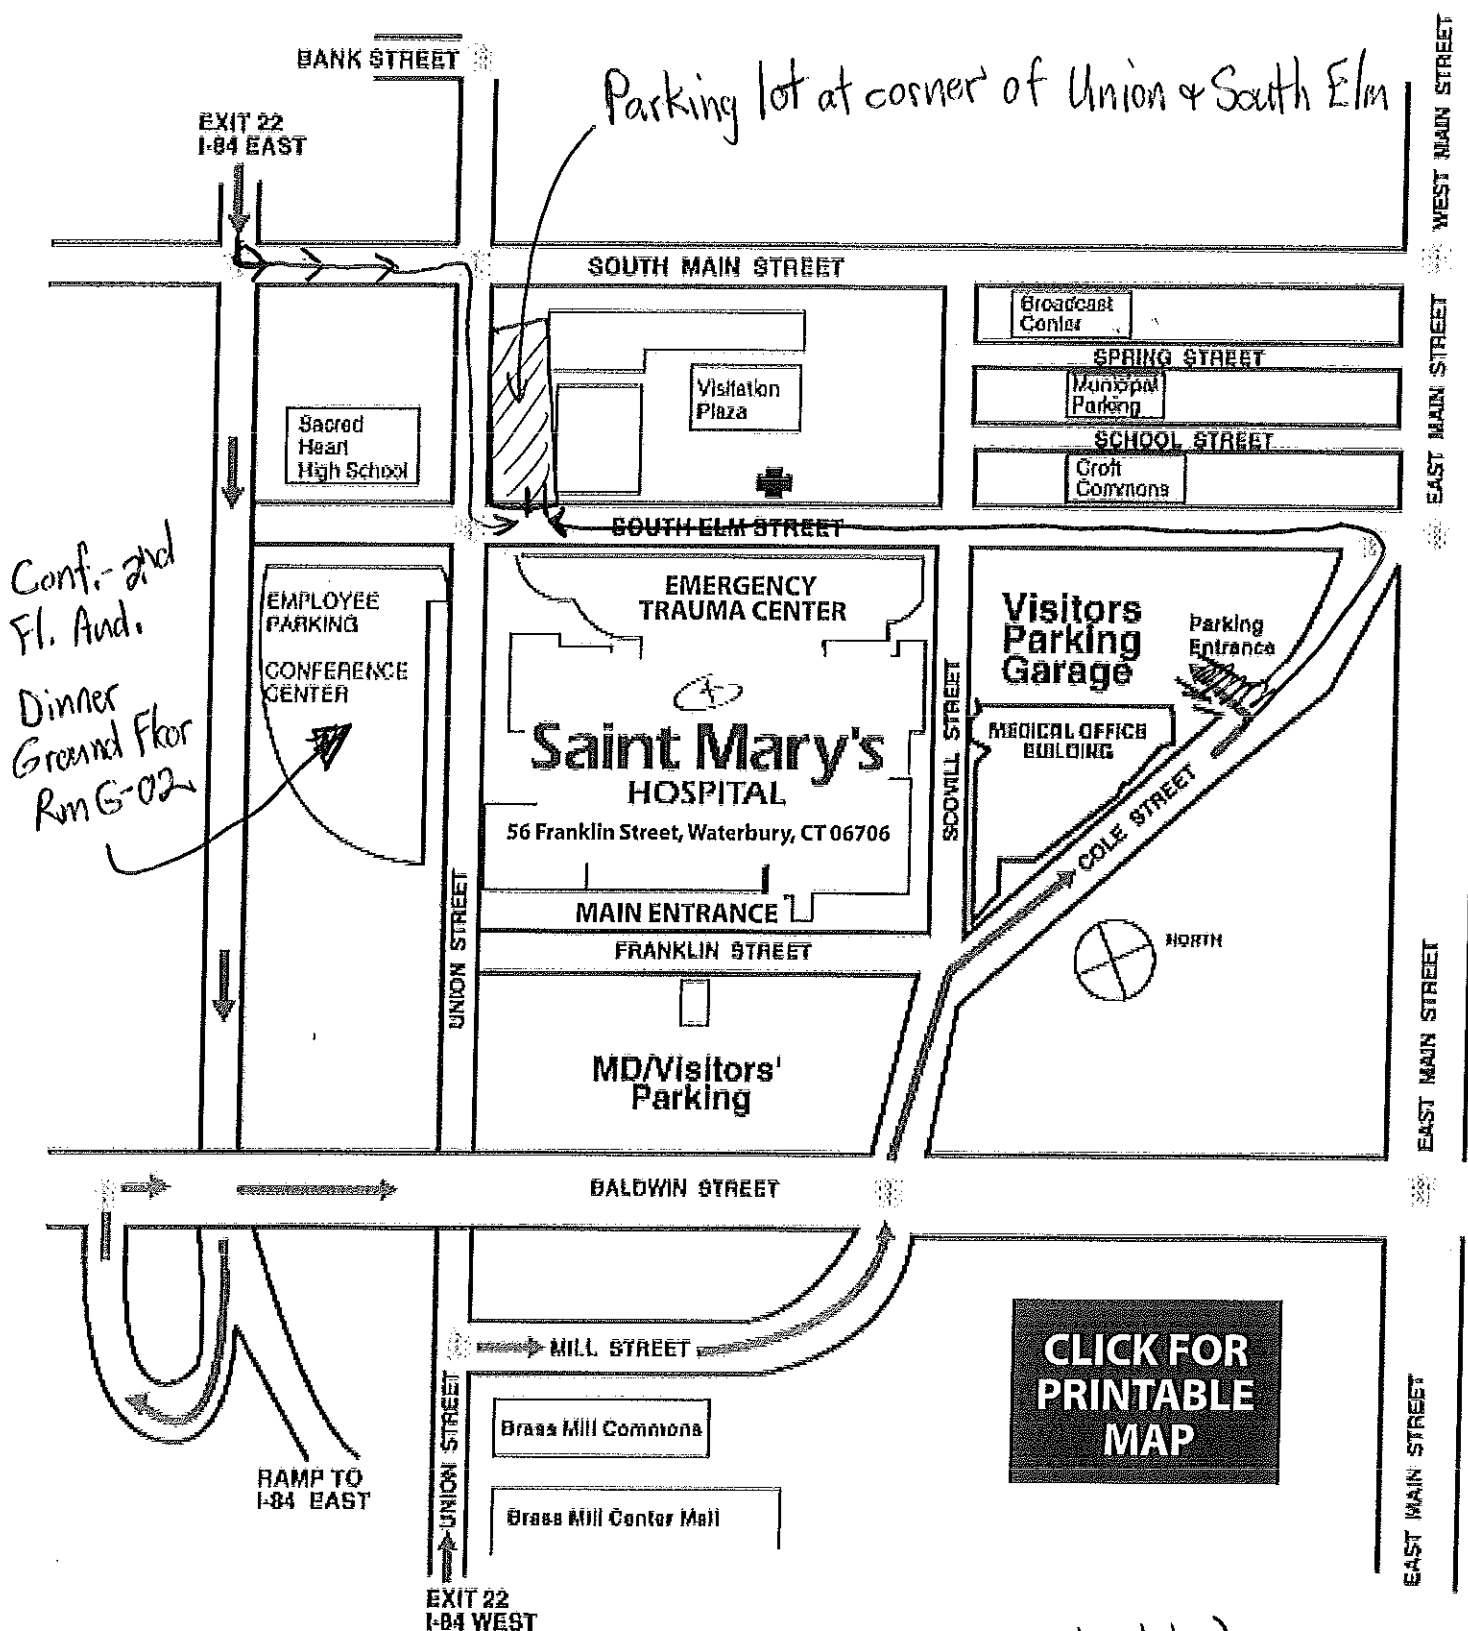 BANK STREET
Parking lot at corner of Union & South Elm
WEST MAIN STREET
EXIT 22
I-84 EAST
SOUTH MAIN STREET
Broadcast
Center
SPRING STREET
Municipal
Parking
SCHOOL STREET
Croft
Commons
EAST MAIN STREET
Visitation
Plaza
Sacred
Heart
High School
SOUTH ELM STREET
Conf.- 2nd
Fl. Aud.
Dinner
Ground Floor
Rm G-02
EMPLOYEE
PARKING
CONFERENCE
CENTER
EMERGENCY
TRAUMA CENTER
Saint Mary's
HOSPITAL
56 Franklin Street, Waterbury, CT 06706
MAIN ENTRANCE
FRANKLIN STREET
UNION STREET
SCOVILL STREET
Visitors
Parking
Garage
Parking
Entrance
MEDICAL OFFICE
BUILDING
COLE STREET
NORTH
MD/Visitors'
Parking
EAST MAIN STREET
BALDWIN STREET
MILL STREET
UNION STREET
Brass Mill Commons
Brass Mill Center Mall
RAMP TO
I-84 EAST
EXIT 22
I-84 WEST
CLICK FOR
PRINTABLE
MAP
EAST MAIN STREET